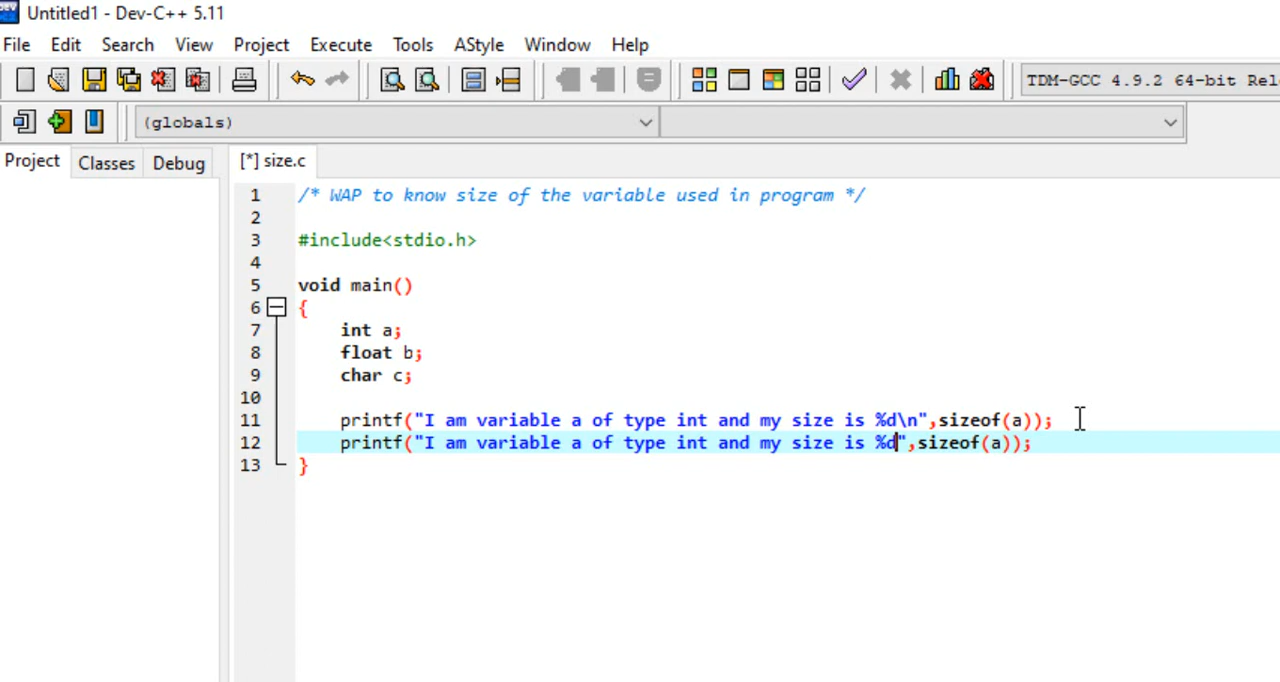 Untitled1 - Dev-C++ 5.11
File Edit Search View Project Execute Tools AStyle Window Help
TDM-GCC 4.9.2 64-bit Rel
(globals)
Project Classes Debug [*] size.c
1 /* WAP to know size of the variable used in program */
2
3 #include<stdio.h>
4
5 void main()
6 {
7 int a;
8 float b;
9 char c;
10
11 printf("I am variable a of type int and my size is %d\n",sizeof(a));
12 printf("I am variable a of type int and my size is %d",sizeof(a));
13 }